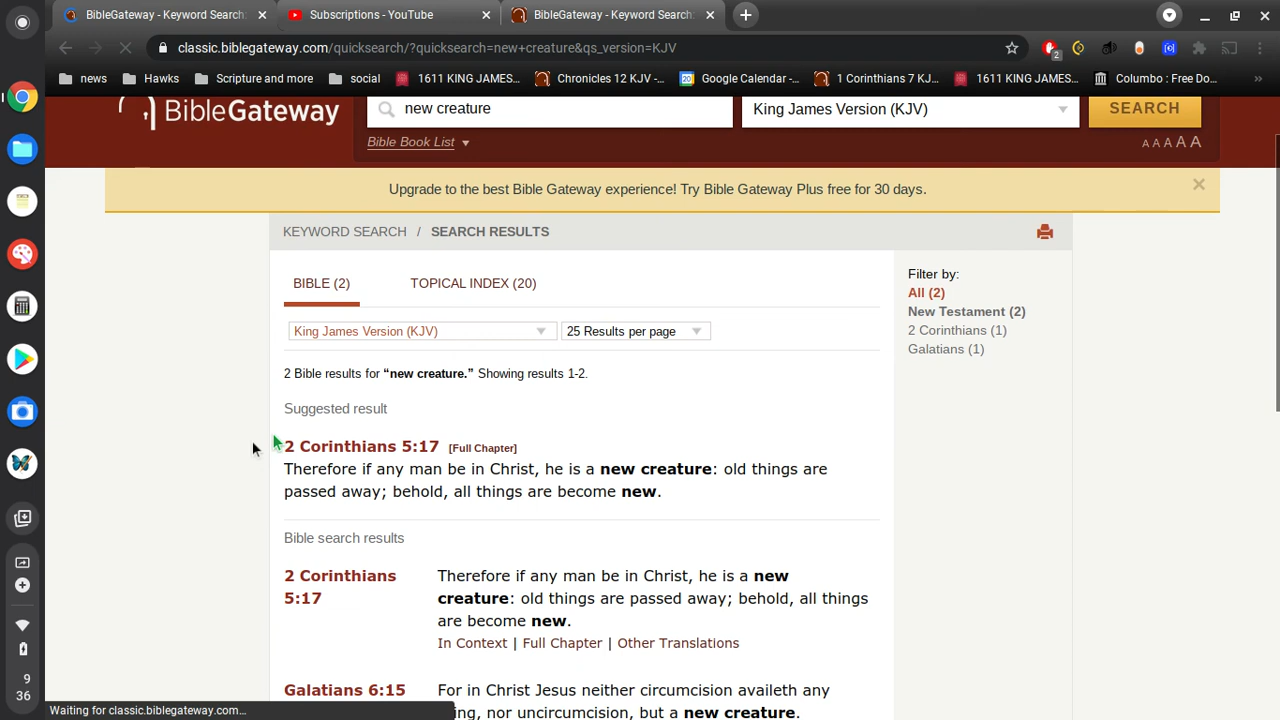 BibleGateway - Keyword Search:
Subscriptions - YouTube
BibleGateway - Keyword Search:
classic.biblegateway.com/quicksearch/?quicksearch=new+creature&qs_version=KJV
2
news
Hawks
Scripture and more
social
1611 KING JAMES...
Chronicles 12 KJV -...
Google Calendar -...
1 Corinthians 7 KJ...
1611 KING JAMES...
Columbo : Free Do...
»
BibleGateway
new creature
King James Version (KJV)
SEARCH
Bible Book List
A A A A A
Upgrade to the best Bible Gateway experience! Try Bible Gateway Plus free for 30 days.
KEYWORD SEARCH / SEARCH RESULTS
BIBLE (2)
TOPICAL INDEX (20)
King James Version (KJV)
25 Results per page
2 Bible results for “new creature.” Showing results 1-2.
Suggested result
2 Corinthians 5:17 [Full Chapter]
Therefore if any man be in Christ, he is a new creature: old things are
passed away; behold, all things are become new.
Bible search results
2 Corinthians
5:17
Therefore if any man be in Christ, he is a new
creature: old things are passed away; behold, all things
are become new.
In Context | Full Chapter | Other Translations
Galatians 6:15
For in Christ Jesus neither circumcision availeth any
thing, nor uncircumcision, but a new creature.
Filter by:
All (2)
New Testament (2)
2 Corinthians (1)
Galatians (1)
Waiting for classic.biblegateway.com...
9
36